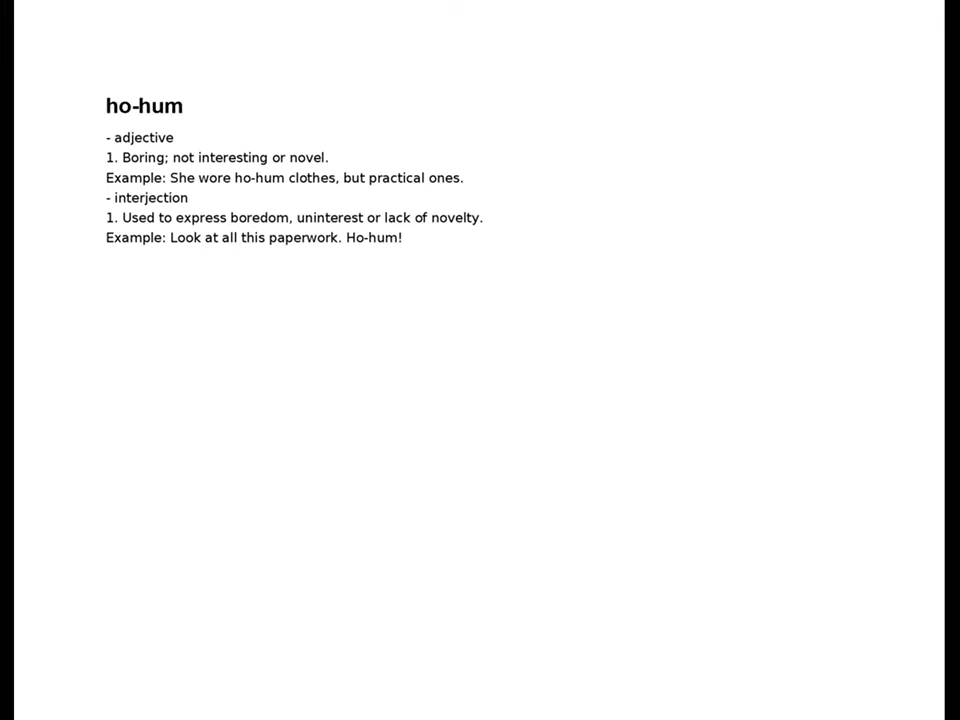 ho-hum
- adjective
1. Boring; not interesting or novel.
Example: She wore ho-hum clothes, but practical ones.
- interjection
1. Used to express boredom, uninterest or lack of novelty.
Example: Look at all this paperwork. Ho-hum!